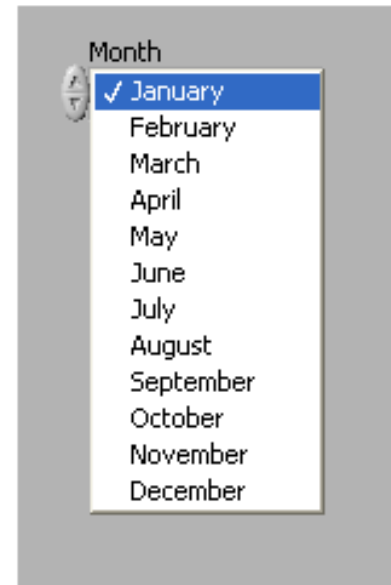 Month
January
February
March
April
May
June
July
August
September
October
November
December